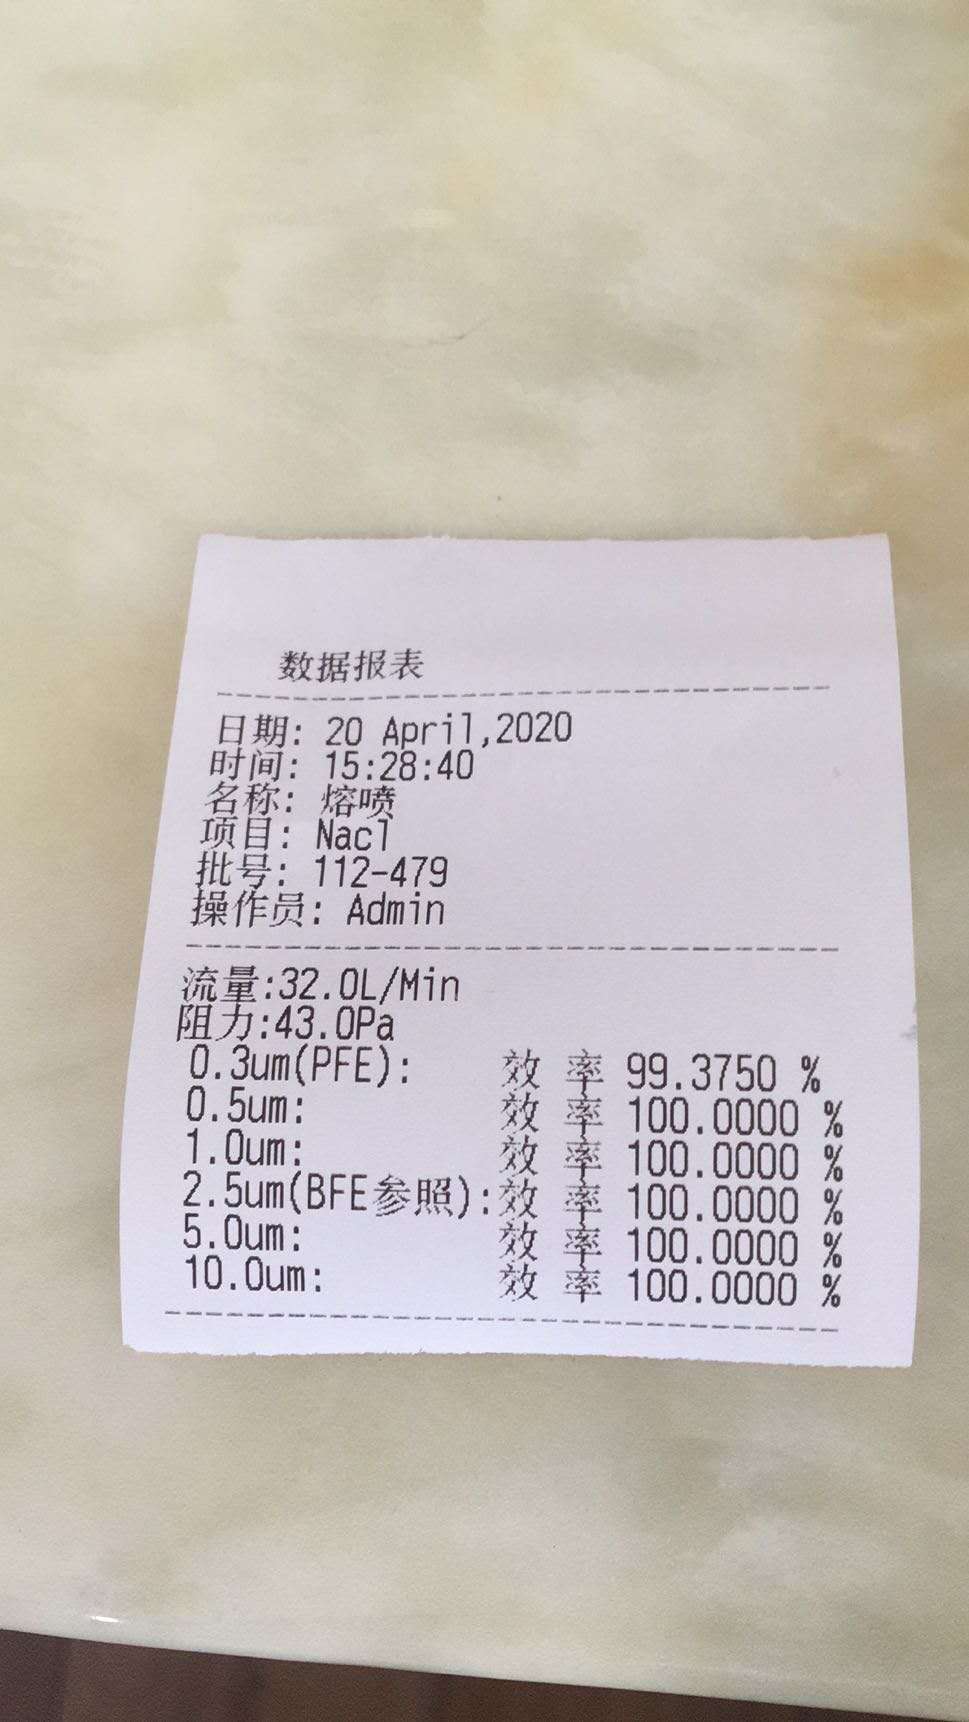 数据报表
日期: 20 April,2020
时间: 15:28:40
名称: 熔喷
项目: Nacl
批号: 112-479
操作员: Admin
流量:32.0L/Min
阻力:43.0Pa
0.3um(PFE): 效 率 99.3750 %
0.5um: 效 率 100.0000 %
1.0um: 效 率 100.0000 %
2.5um(BFE参照):效 率 100.0000 %
5.0um: 效 率 100.0000 %
10.0um: 效 率 100.0000 %